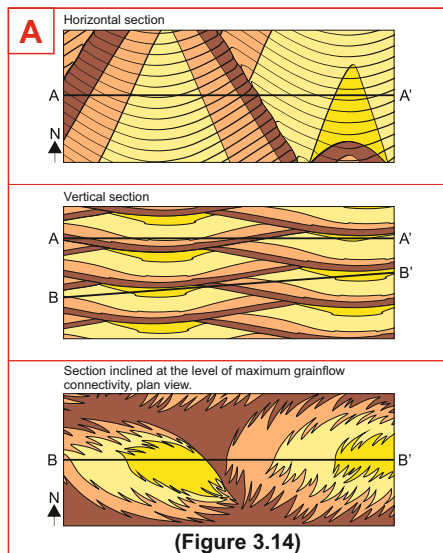 A
Horizontal section
A A'
N
Vertical section
A A'
B'
B
Section inclined at the level of maximum grainflow
connectivity, plan view.
B B'
N
(Figure 3.14)